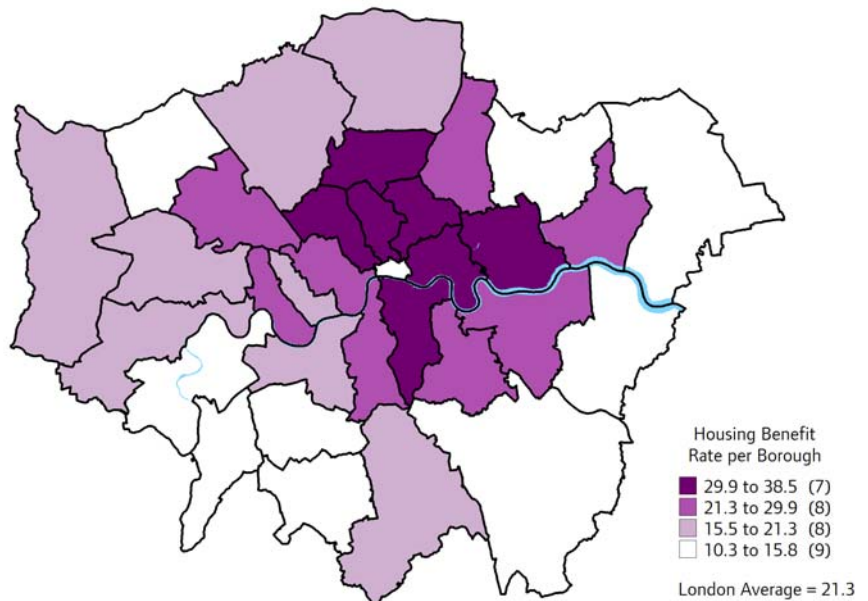 Housing Benefit
Rate per Borough
29.9 to 38.5 (7)
21.3 to 29.9 (8)
15.5 to 21.3 (8)
10.3 to 15.8 (9)
London Average = 21.3